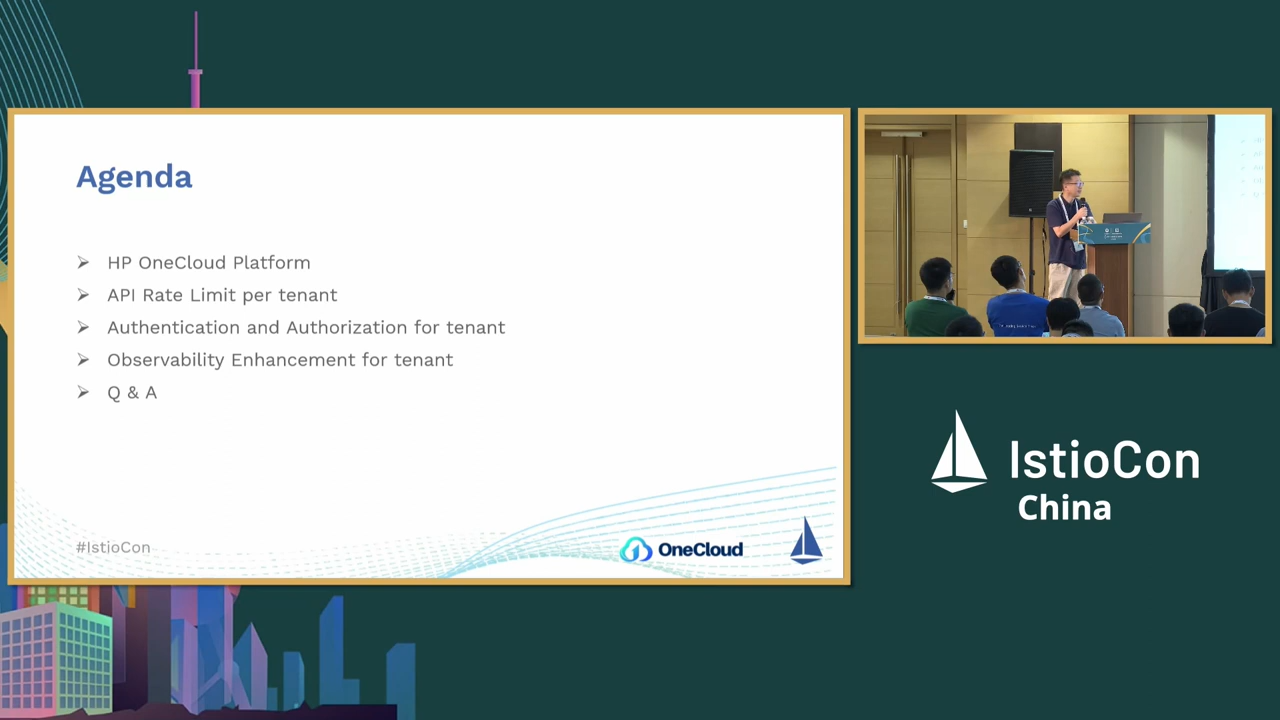 Agenda
HP OneCloud Platform
API Rate Limit per tenant
Authentication and Authorization for tenant
Observability Enhancement for tenant
Q & A
#IstioCon
OneCloud
IstioCon
China